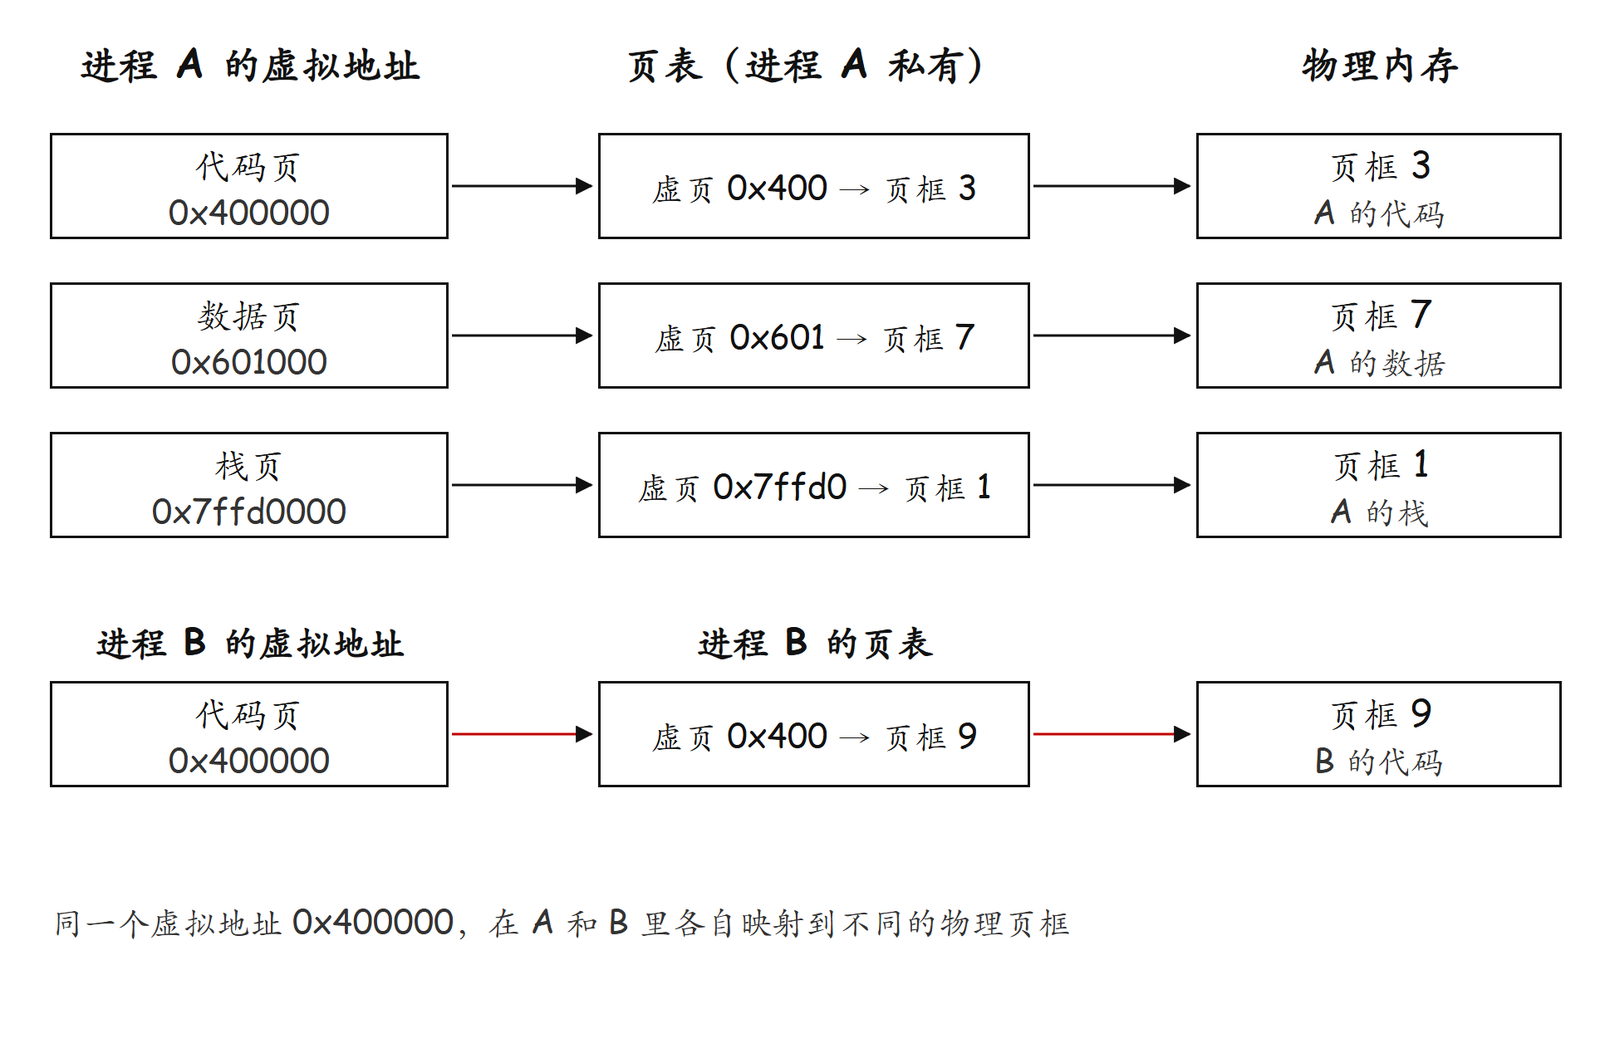 进程 A 的虚拟地址
页表（进程 A 私有）
物理内存
代码页
0x400000
虚页 0x400 → 页框 3
页框 3
A 的代码
数据页
0x601000
虚页 0x601 → 页框 7
页框 7
A 的数据
栈页
0x7ffd0000
虚页 0x7ffd0 → 页框 1
页框 1
A 的栈
进程 B 的虚拟地址
进程 B 的页表
代码页
0x400000
虚页 0x400 → 页框 9
页框 9
B 的代码
同一个虚拟地址 0x400000，在 A 和 B 里各自映射到不同的物理页框